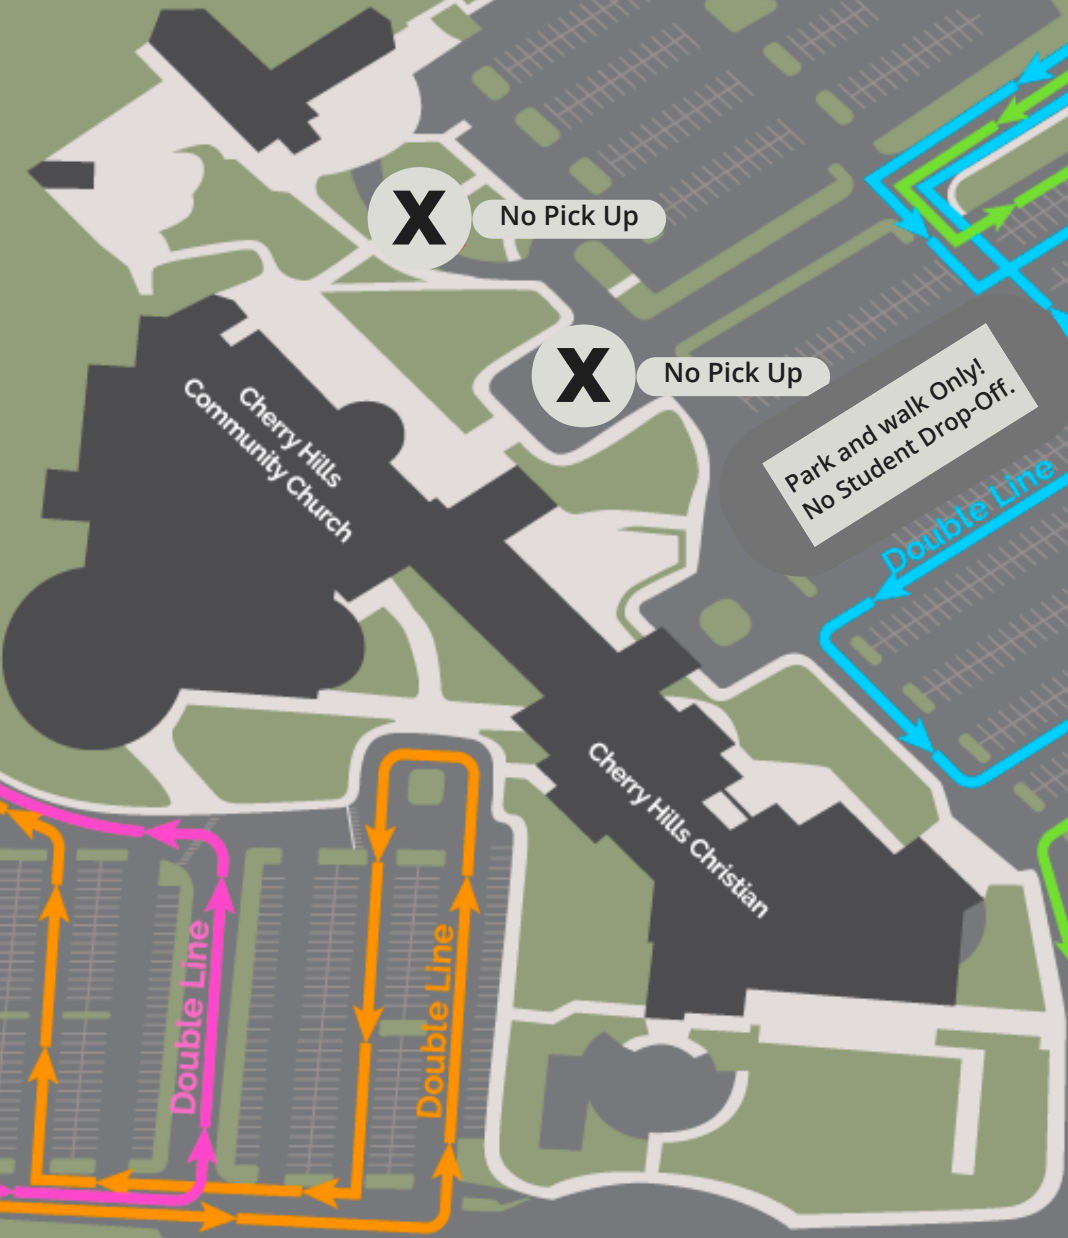 X No Pick Up
X No Pick Up
Park and walk Only!
No Student Drop-Off.
Cherry Hills
Community Church
Double Line
Cherry Hills Christian
Double Line
Double Line